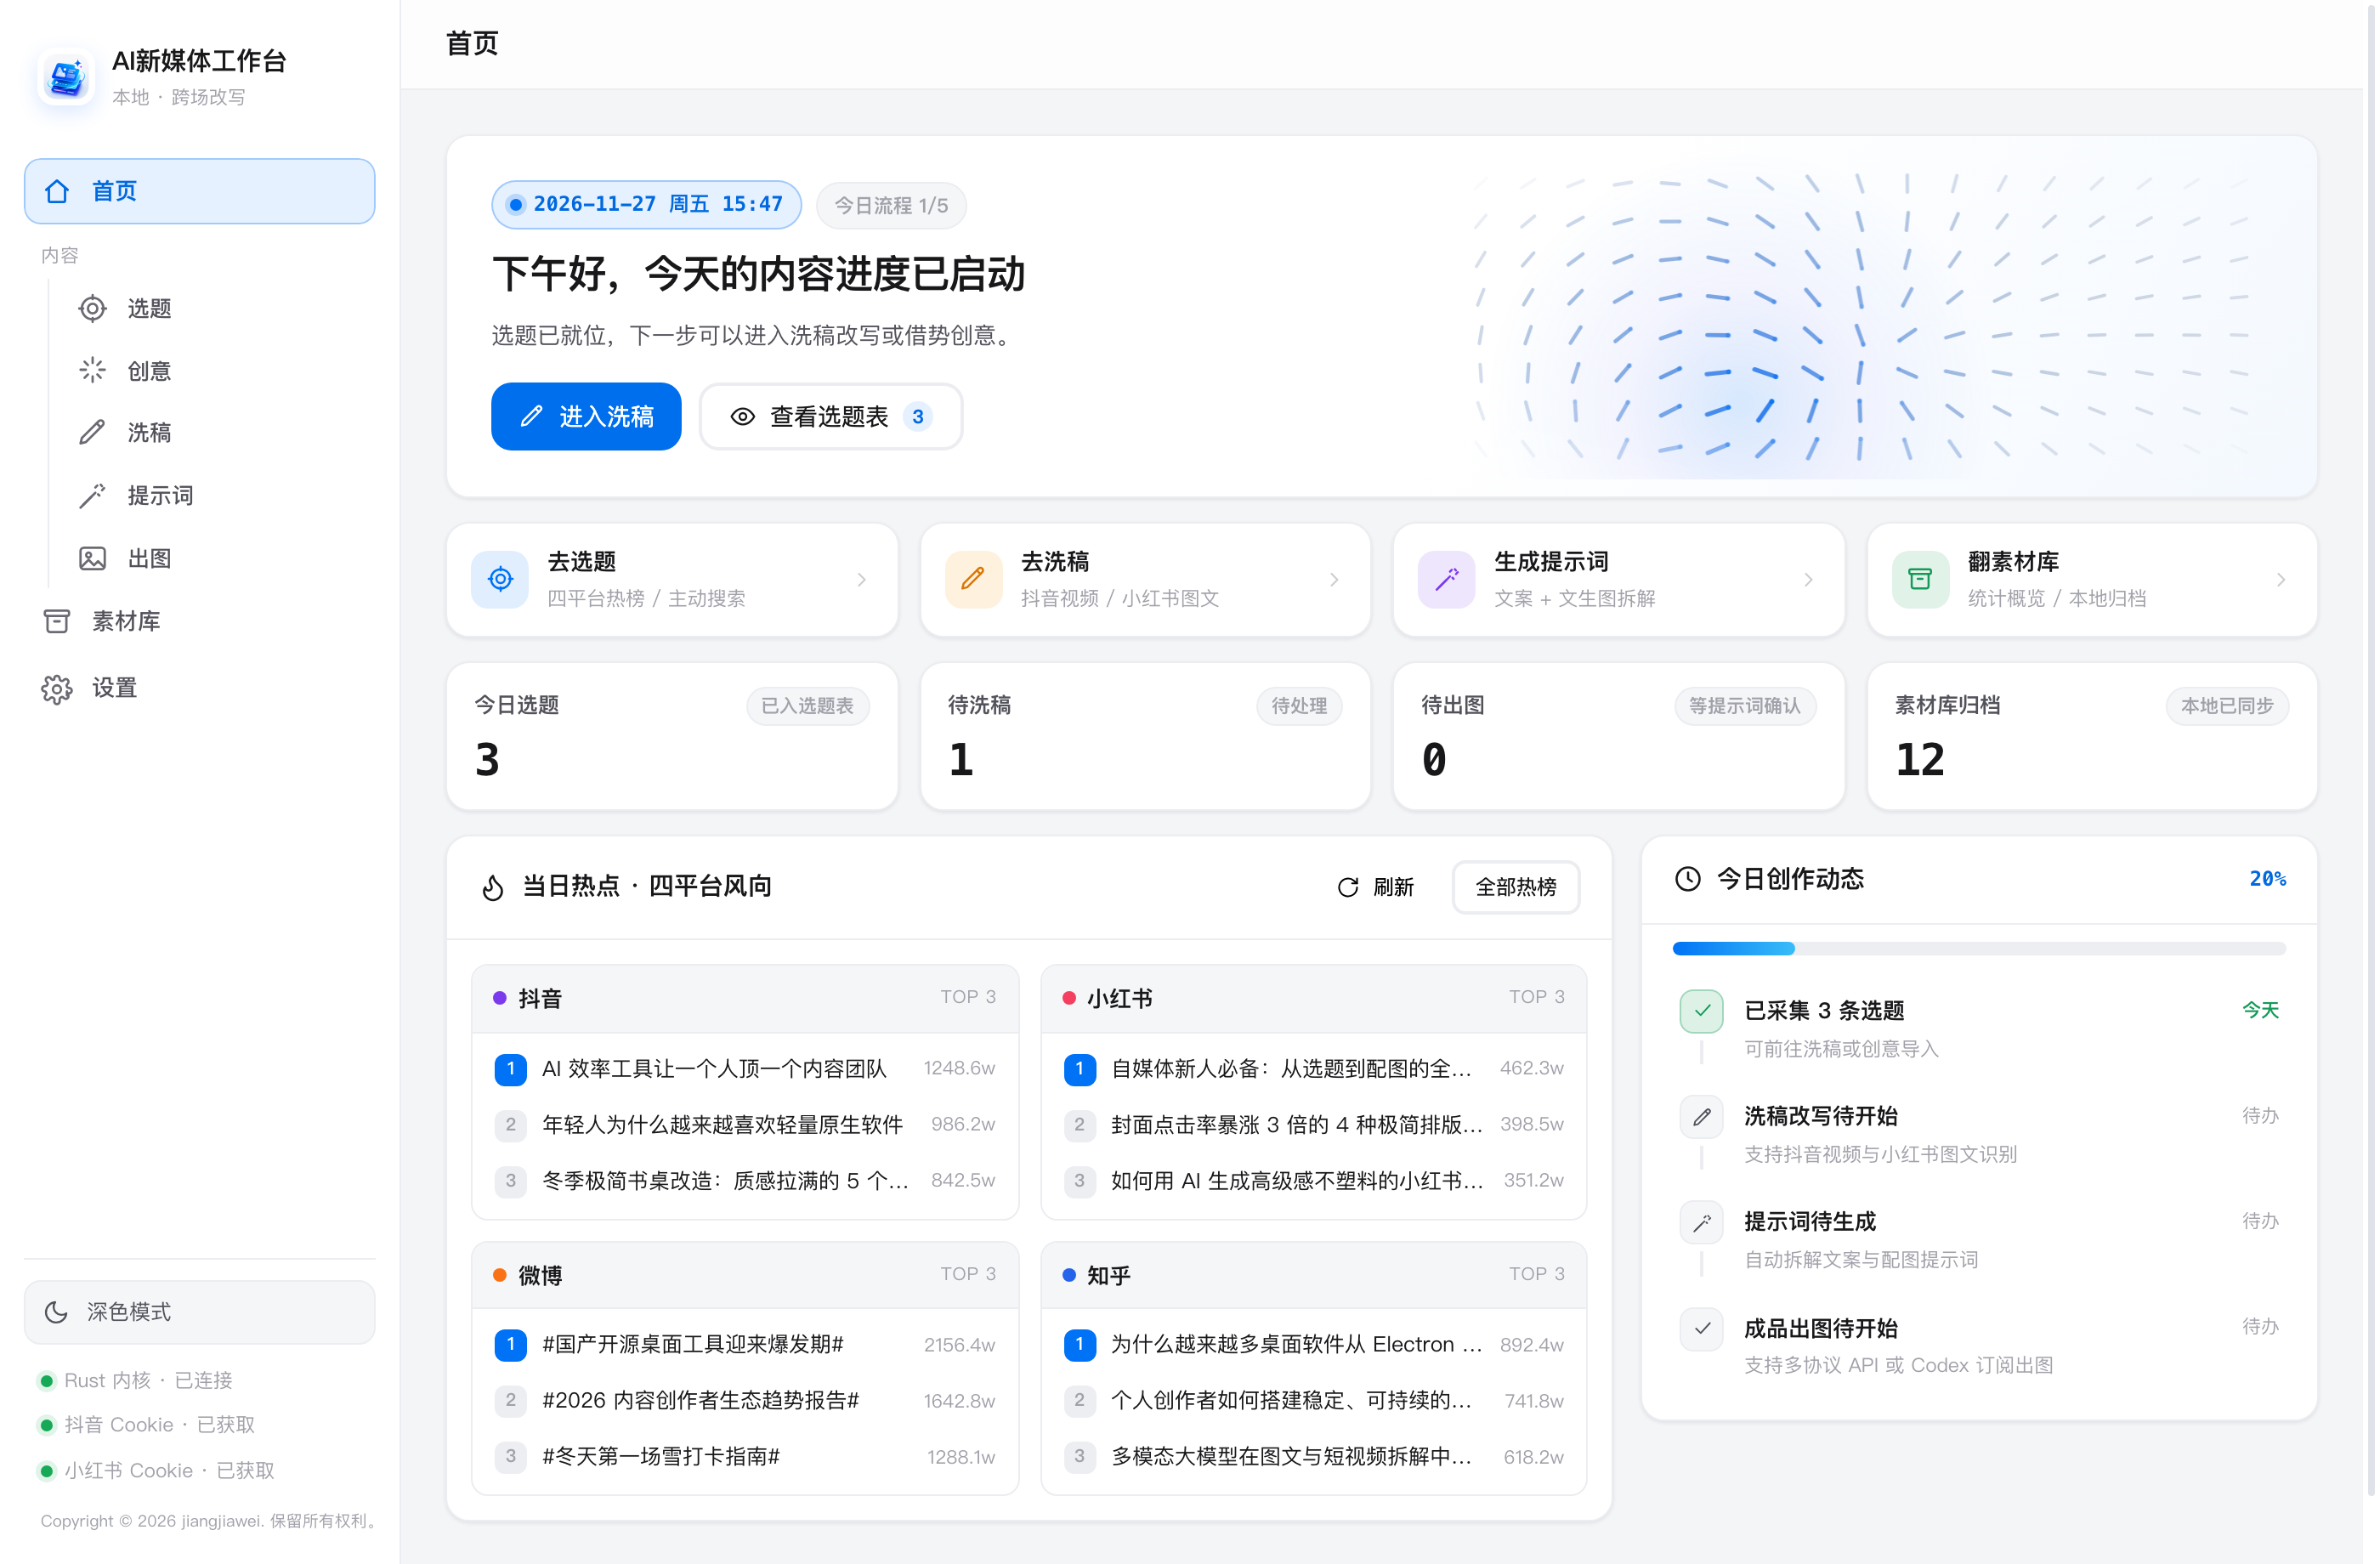 AI新媒体工作台
本地 · 跨场改写
首页
内容
选题
创意
洗稿
提示词
出图
素材库
设置
深色模式
Rust 内核 · 已连接
抖音 Cookie · 已获取
小红书 Cookie · 已获取
Copyright © 2026 jiangjiawei. 保留所有权利。
首页
2026-11-27 周五 15:47
今日流程 1/5
下午好，今天的内容进度已启动
选题已就位，下一步可以进入洗稿改写或借势创意。
进入洗稿
查看选题表 3
去选题
四平台热榜 / 主动搜索
去洗稿
抖音视频 / 小红书图文
生成提示词
文案 + 文生图拆解
翻素材库
统计概览 / 本地归档
今日选题 已入选题表
3
待洗稿 待处理
1
待出图 等提示词确认
0
素材库归档 本地已同步
12
当日热点 · 四平台风向
刷新
全部热榜
抖音 TOP 3
1 AI 效率工具让一个人顶一个内容团队 1248.6w
2 年轻人为什么越来越喜欢轻量原生软件 986.2w
3 冬季极简书桌改造：质感拉满的 5 个... 842.5w
小红书 TOP 3
1 自媒体新人必备：从选题到配图的全... 462.3w
2 封面点击率暴涨 3 倍的 4 种极简排版... 398.5w
3 如何用 AI 生成高级感不塑料的小红书... 351.2w
微博 TOP 3
1 #国产开源桌面工具迎来爆发期# 2156.4w
2 #2026 内容创作者生态趋势报告# 1642.8w
3 #冬天第一场雪打卡指南# 1288.1w
知乎 TOP 3
1 为什么越来越多桌面软件从 Electron ... 892.4w
2 个人创作者如何搭建稳定、可持续的... 741.8w
3 多模态大模型在图文与短视频拆解中... 618.2w
今日创作动态 20%
已采集 3 条选题 今天
可前往洗稿或创意导入
洗稿改写待开始 待办
支持抖音视频与小红书图文识别
提示词待生成 待办
自动拆解文案与配图提示词
成品出图待开始 待办
支持多协议 API 或 Codex 订阅出图